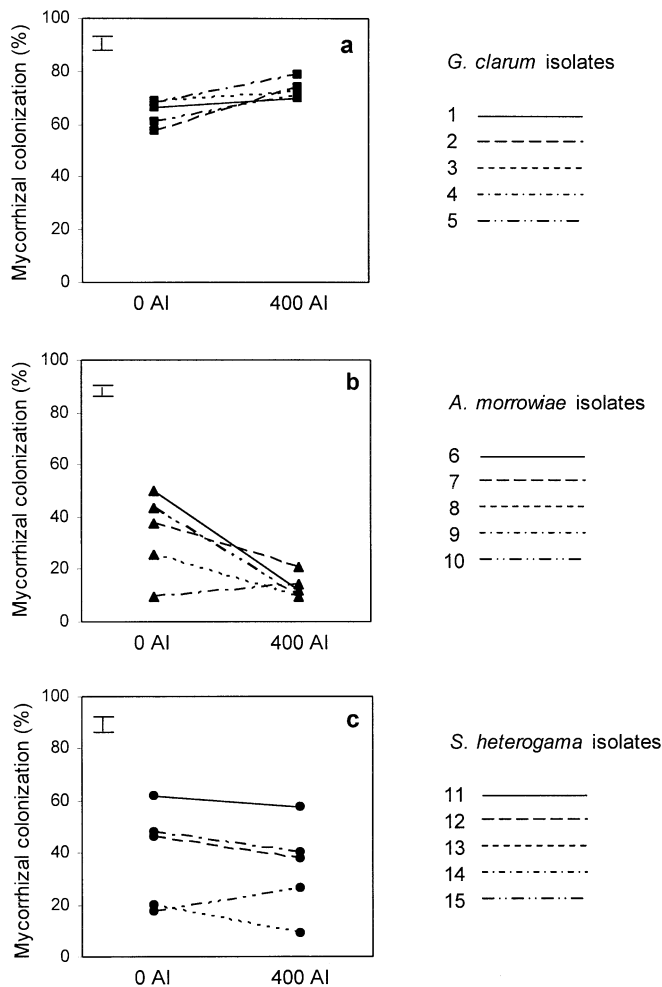 100
80
60
40
20
0
Mycorrhizal colonization (%)
a
0 Al
400 Al
G. clarum isolates
1
2
3
4
5
100
80
60
40
20
0
Mycorrhizal colonization (%)
b
0 Al
400 Al
A. morrowiae isolates
6
7
8
9
10
100
80
60
40
20
0
Mycorrhizal colonization (%)
c
0 Al
400 Al
S. heterogama isolates
11
12
13
14
15